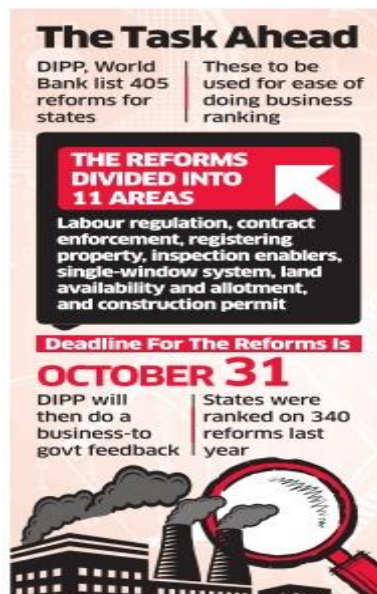 The Task Ahead
DIPP, World
Bank list 405
reforms for
states
These to be
used for ease of
doing business
ranking
THE REFORMS
DIVIDED INTO
11 AREAS
Labour regulation, contract
enforcement, registering
property, inspection enablers,
single-window system, land
availability and allotment,
and construction permit
Deadline For The Reforms Is
OCTOBER 31
DIPP will
then do a
business-to
govt feedback
States were
ranked on 340
reforms last
year